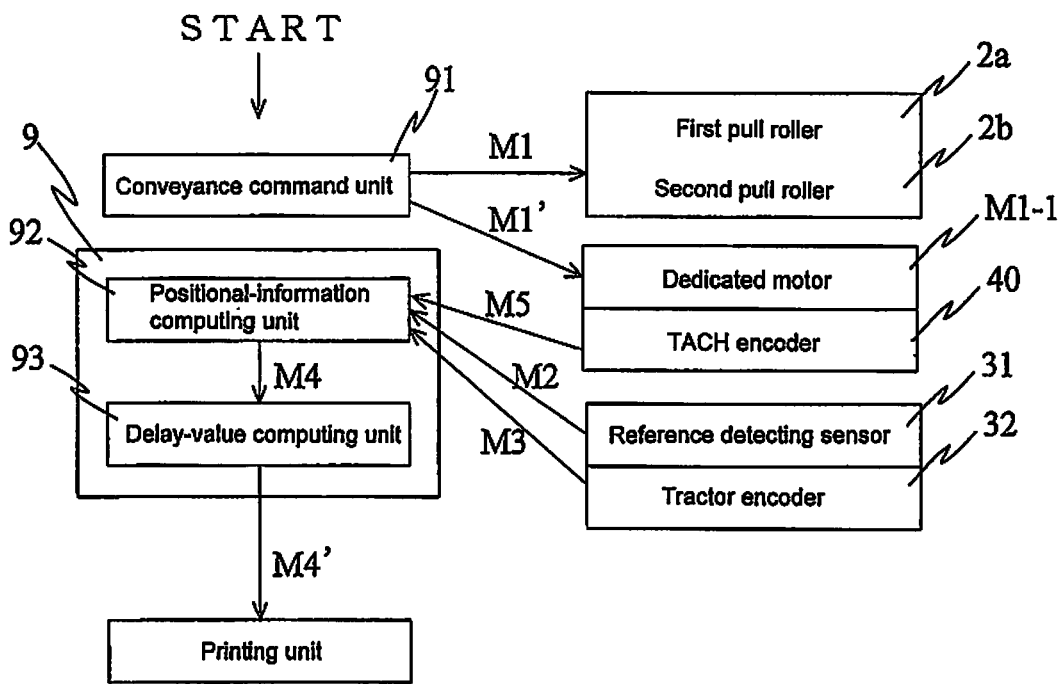 START
91
2a
9
M1
First pull roller
2b
Conveyance command unit
Second pull roller
M1'
M1-1
92
Positional-information
computing unit
M5
Dedicated motor
40
TACH encoder
93
M4
M2
31
Delay-value computing unit
M3
Reference detecting sensor
32
Tractor encoder
M4'
Printing unit